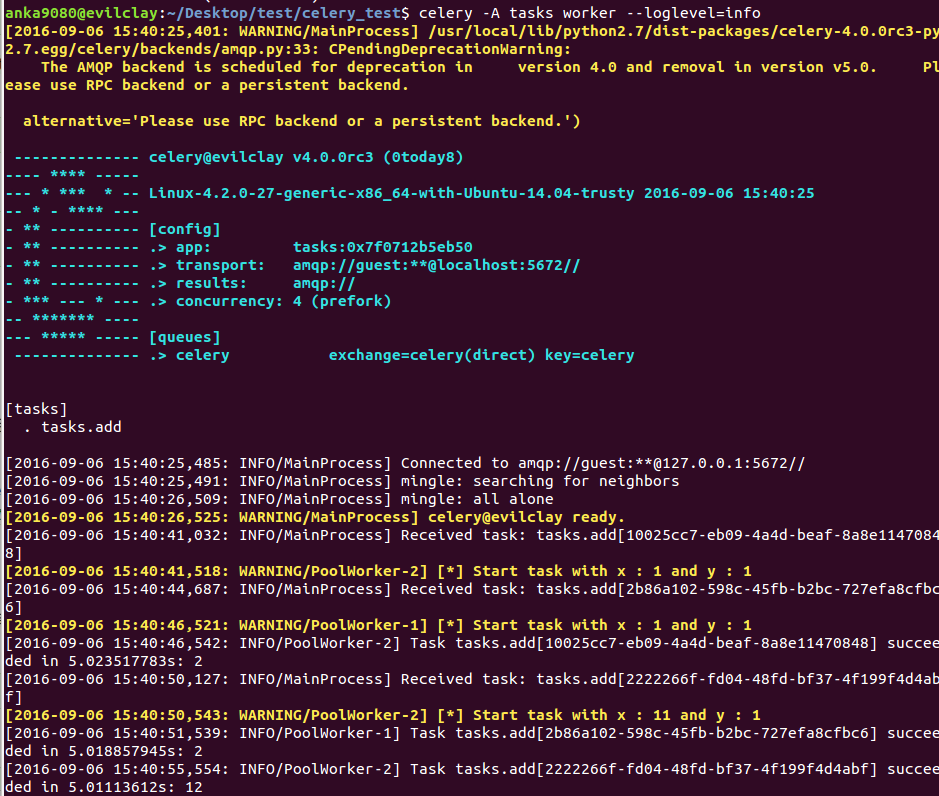 anka9080@evilclay:~/Desktop/test/celery_test$ celery -A tasks worker --loglevel=info
[2016-09-06 15:40:25,401: WARNING/MainProcess] /usr/local/lib/python2.7/dist-packages/celery-4.0.0rc3-py
2.7.egg/celery/backends/amqp.py:33: CPendingDeprecationWarning:
    The AMQP backend is scheduled for deprecation in     version 4.0 and removal in version v5.0.     Pl
ease use RPC backend or a persistent backend.
  alternative='Please use RPC backend or a persistent backend.')
 -------------- celery@evilclay v4.0.0rc3 (0today8)
---- **** -----
--- * ***  * -- Linux-4.2.0-27-generic-x86_64-with-Ubuntu-14.04-trusty 2016-09-06 15:40:25
-- * - **** ---
- ** ---------- [config]
- ** ---------- .> app:         tasks:0x7f0712b5eb50
- ** ---------- .> transport:   amqp://guest:**@localhost:5672//
- ** ---------- .> results:     amqp://
- *** --- * --- .> concurrency: 4 (prefork)
-- ******* ----
--- ***** ----- [queues]
 -------------- .> celery           exchange=celery(direct) key=celery
[tasks]
  . tasks.add
[2016-09-06 15:40:25,485: INFO/MainProcess] Connected to amqp://guest:**@127.0.0.1:5672//
[2016-09-06 15:40:25,491: INFO/MainProcess] mingle: searching for neighbors
[2016-09-06 15:40:26,509: INFO/MainProcess] mingle: all alone
[2016-09-06 15:40:26,525: WARNING/MainProcess] celery@evilclay ready.
[2016-09-06 15:40:41,032: INFO/MainProcess] Received task: tasks.add[10025cc7-eb09-4a4d-beaf-8a8e1147084
8]
[2016-09-06 15:40:41,518: WARNING/PoolWorker-2] [*] Start task with x : 1 and y : 1
[2016-09-06 15:40:44,687: INFO/MainProcess] Received task: tasks.add[2b86a102-598c-45fb-b2bc-727efa8cfbc
6]
[2016-09-06 15:40:46,521: WARNING/PoolWorker-1] [*] Start task with x : 1 and y : 1
[2016-09-06 15:40:46,542: INFO/PoolWorker-2] Task tasks.add[10025cc7-eb09-4a4d-beaf-8a8e11470848] succee
ded in 5.023517783s: 2
[2016-09-06 15:40:50,127: INFO/MainProcess] Received task: tasks.add[2222266f-fd04-48fd-bf37-4f199f4d4ab
f]
[2016-09-06 15:40:50,543: WARNING/PoolWorker-2] [*] Start task with x : 11 and y : 1
[2016-09-06 15:40:51,539: INFO/PoolWorker-1] Task tasks.add[2b86a102-598c-45fb-b2bc-727efa8cfbc6] succee
ded in 5.018857945s: 2
[2016-09-06 15:40:55,554: INFO/PoolWorker-2] Task tasks.add[2222266f-fd04-48fd-bf37-4f199f4d4abf] succee
ded in 5.01113612s: 12